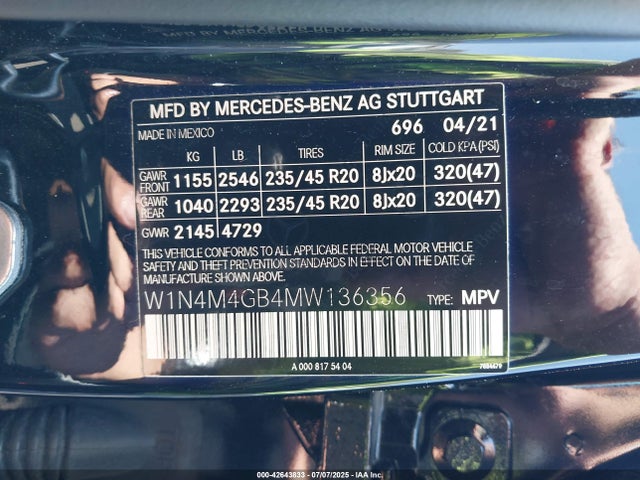 MFD BY MERCEDES-BENZ AG STUTTGART
MADE IN MEXICO 696 04/21
KG LB TIRES RIM SIZE COLD KPA (PSI)
GAWR FRONT 1155 2546 235/45 R20 8Jx20 320(47)
GAWR REAR 1040 2293 235/45 R20 8Jx20 320(47)
GVWR 2145 4729
THIS VEHICLE CONFORMS TO ALL APPLICABLE FEDERAL MOTOR VEHICLE
SAFETY AND THEFT PREVENTION STANDARDS IN EFFECT ON THE DATE OF
MANUFACTURE SHOWN ABOVE.
W1N4M4GB4MW136356 TYPE: MPV
A 000 817 54 04
000-42643833 - 07/07/2025 - IAAI.COM